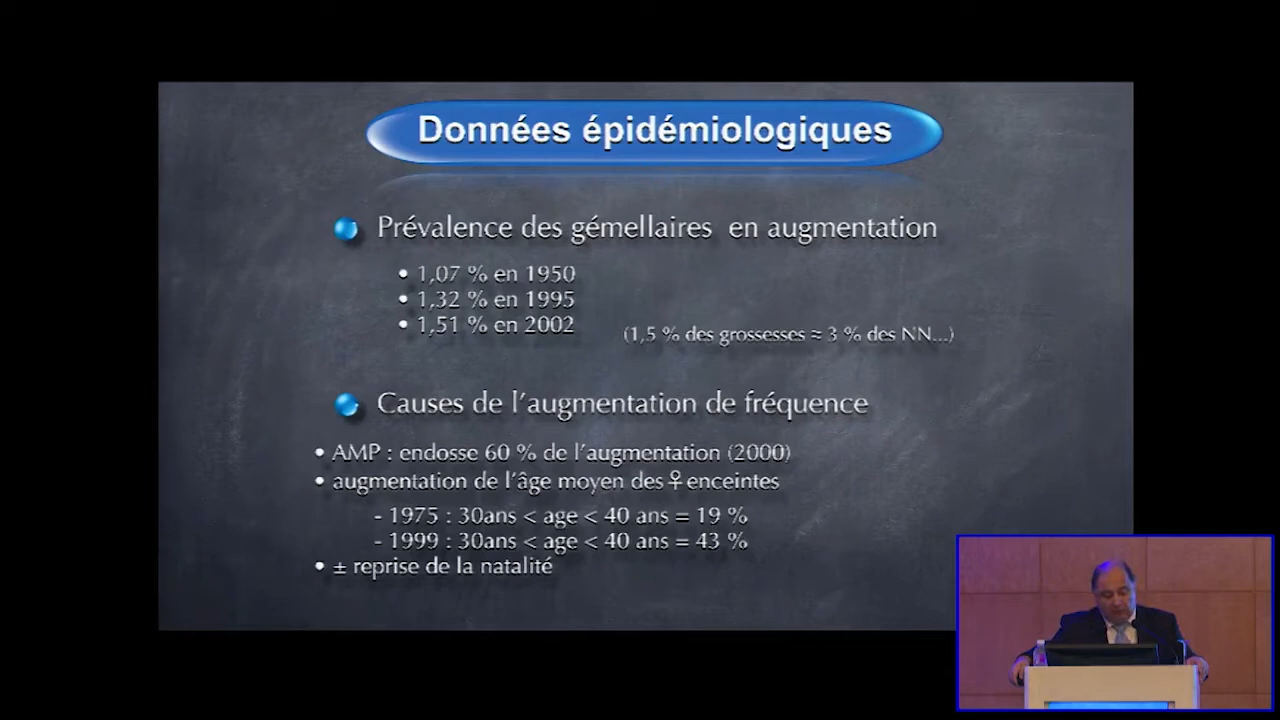 Données épidémiologiques
Prévalence des gémellaires en augmentation
• 1,07 % en 1950
• 1,32 % en 1995
• 1,51 % en 2002
(1,5 % des grossesses ≈ 3 % des NN...)
Causes de l'augmentation de fréquence
• AMP : endosse 60 % de l'augmentation (2000)
• augmentation de l'âge moyen des ♀ enceintes
- 1975 : 30ans < age < 40 ans = 19 %
- 1999 : 30ans < age < 40 ans = 43 %
• ± reprise de la natalité